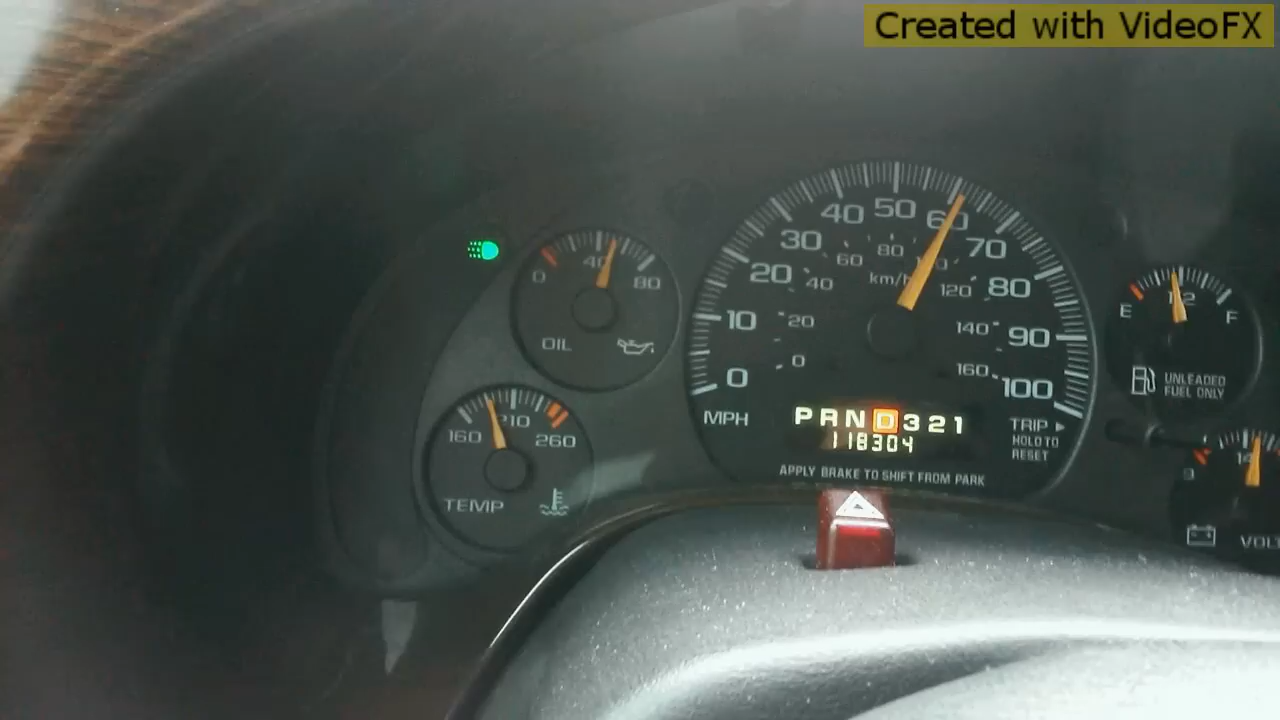 Created with VideoFX
0 40 80
OIL
160 210 260
TEMP
0 10 20 30 40 50 60 70 80 90 100
0 20 40 60 80 120 140 160
km/h
MPH
PRND321
118304
TRIP
HOLD TO
RESET
APPLY BRAKE TO SHIFT FROM PARK
E 1/2 F
UNLEADED
FUEL ONLY